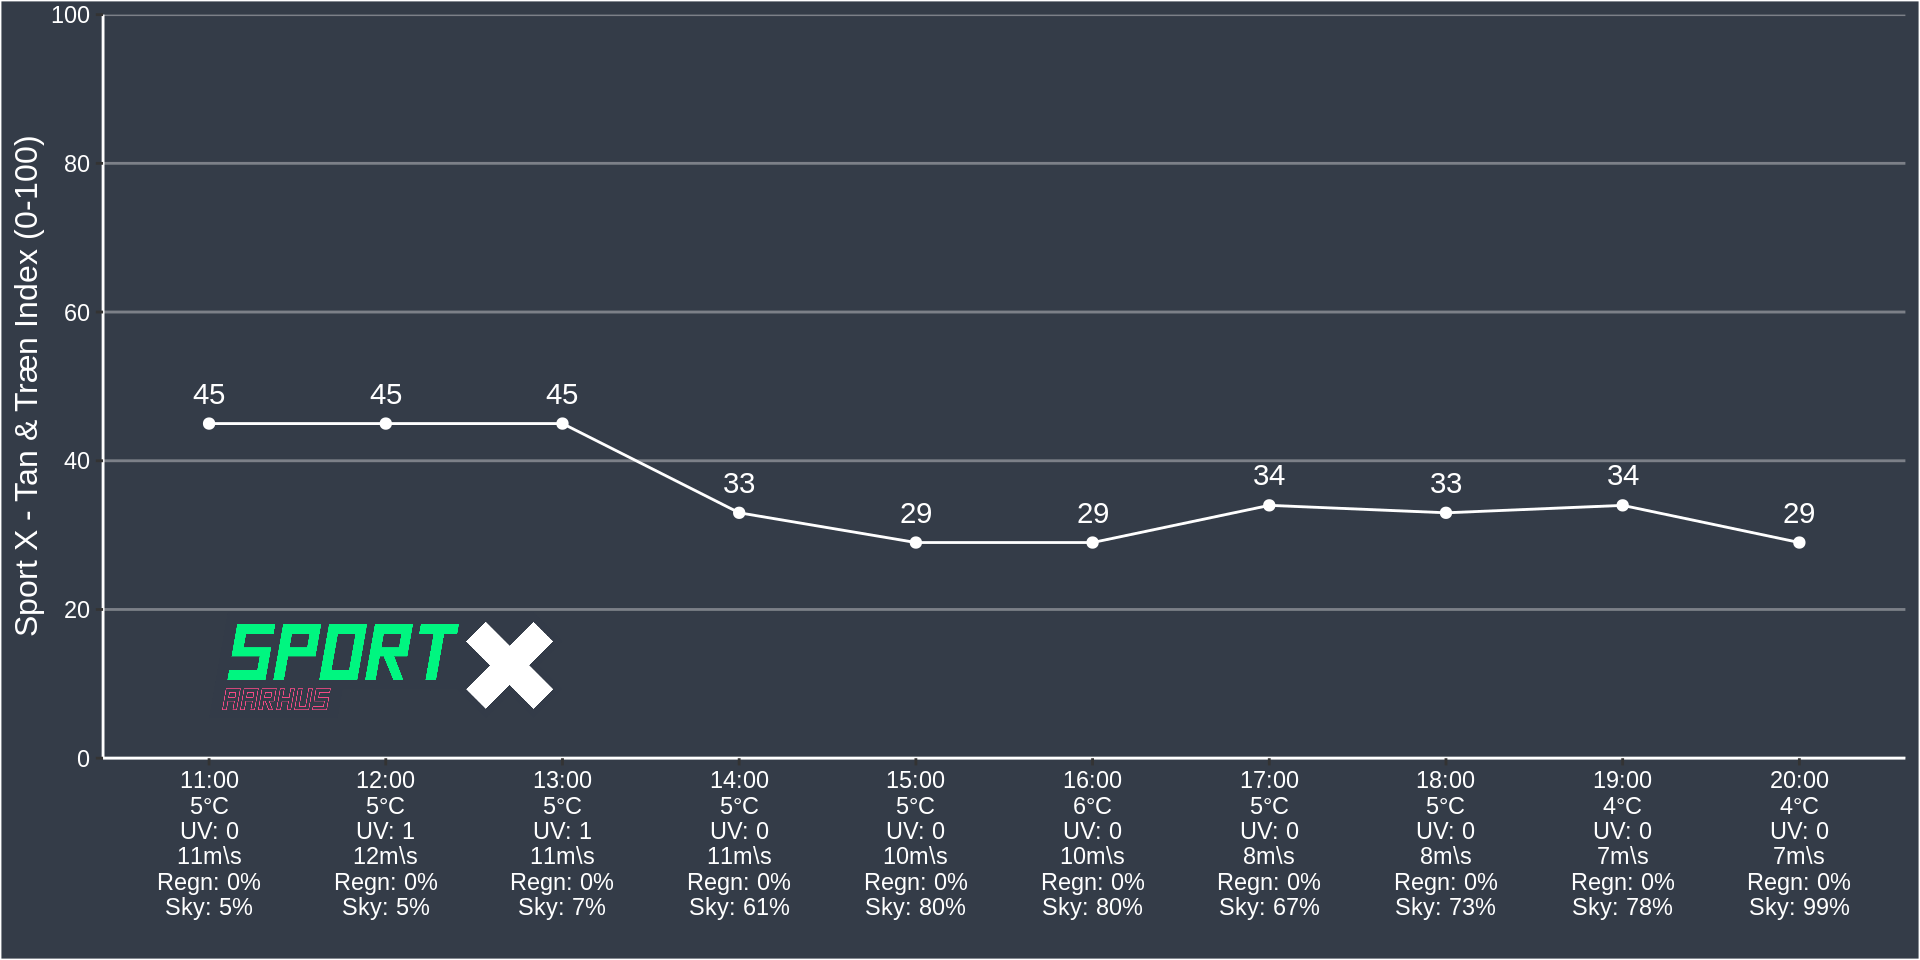 Sport X - Tan & Træn Index (0-100)
100
80
60
40
20
0
45 45 45 33 29 29 34 33 34 29
SPORT X
AARHUS
11:00 12:00 13:00 14:00 15:00 16:00 17:00 18:00 19:00 20:00
5°C 5°C 5°C 5°C 5°C 6°C 5°C 5°C 4°C 4°C
UV: 0 UV: 1 UV: 1 UV: 0 UV: 0 UV: 0 UV: 0 UV: 0 UV: 0 UV: 0
11m\s 12m\s 11m\s 11m\s 10m\s 10m\s 8m\s 8m\s 7m\s 7m\s
Regn: 0% Regn: 0% Regn: 0% Regn: 0% Regn: 0% Regn: 0% Regn: 0% Regn: 0% Regn: 0% Regn: 0%
Sky: 5% Sky: 5% Sky: 7% Sky: 61% Sky: 80% Sky: 80% Sky: 67% Sky: 73% Sky: 78% Sky: 99%